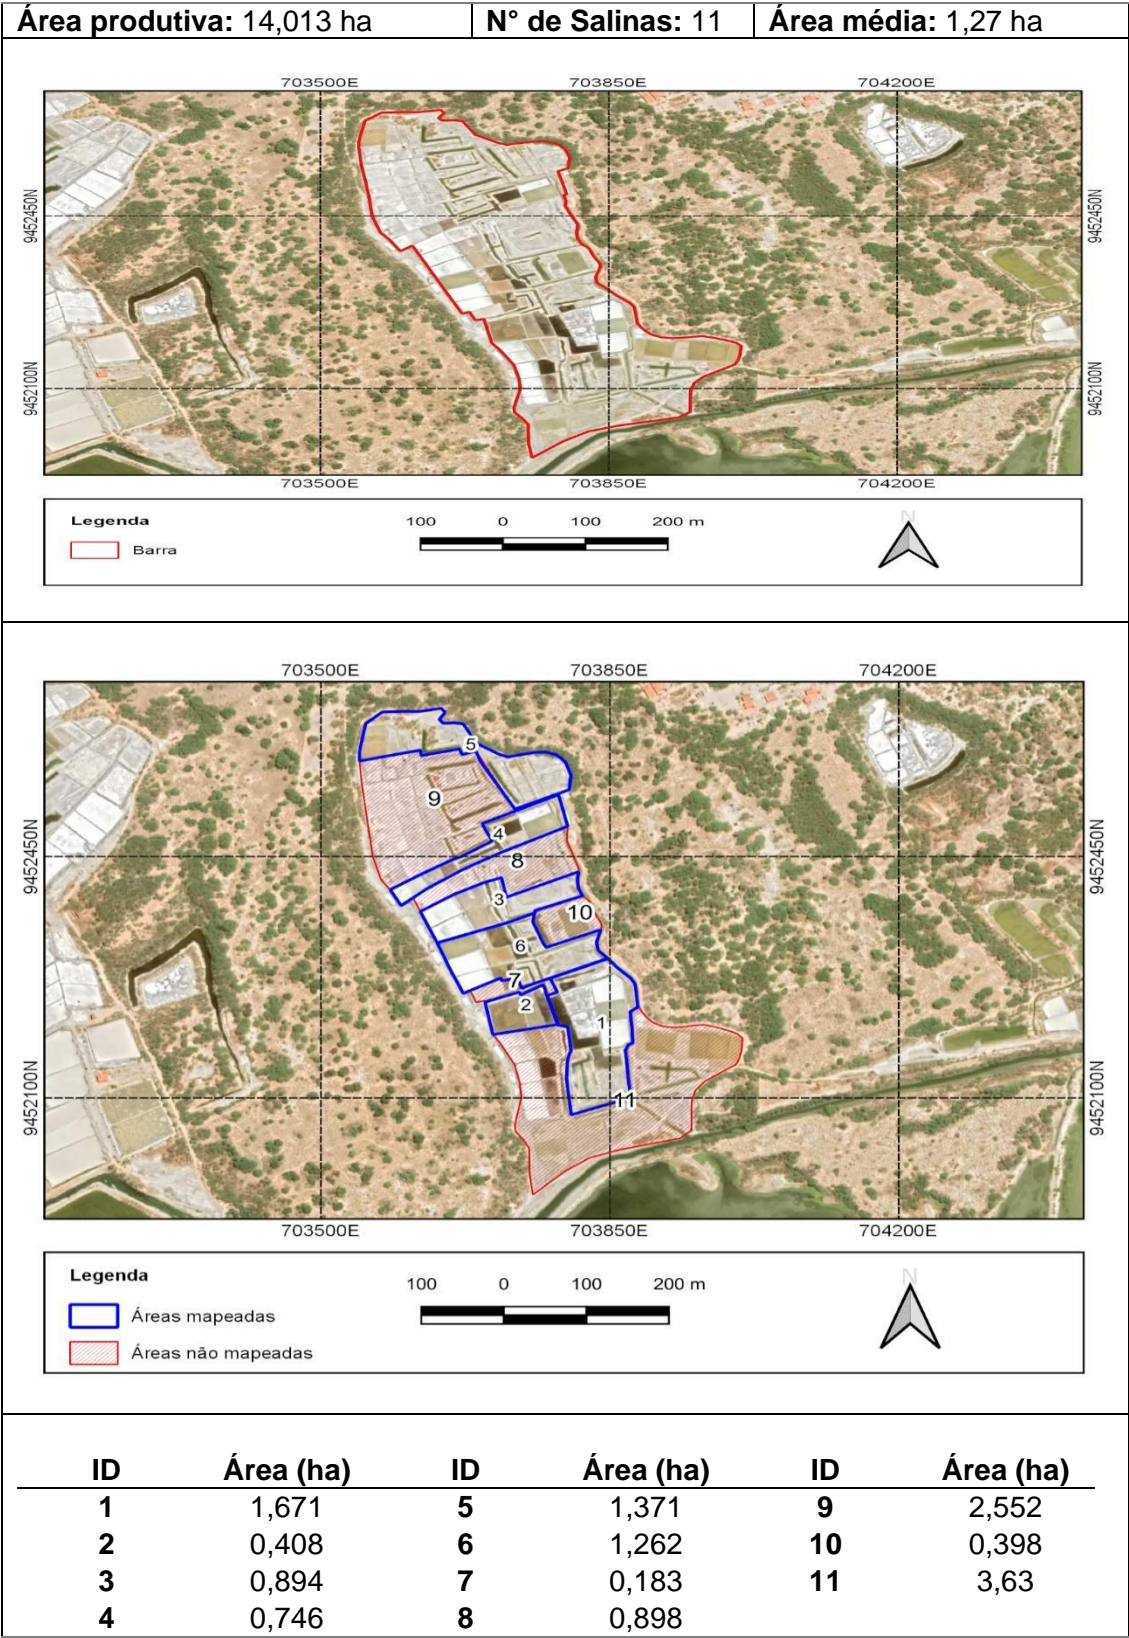 Área produtiva: 14,013 ha N° de Salinas: 11 Área média: 1,27 ha
703500E 703850E 704200E
9452450N 9452450N
9452100N 9452100N
703500E 703850E 704200E
Legenda
Barra
100 0 100 200 m
N
703500E 703850E 704200E
5
9
4
9452450N 8 9452450N
3
10
6
7
2
1
9452100N 11 9452100N
703500E 703850E 704200E
Legenda
Áreas mapeadas
Áreas não mapeadas
100 0 100 200 m
N
ID Área (ha) ID Área (ha) ID Área (ha)
1 1,671 5 1,371 9 2,552
2 0,408 6 1,262 10 0,398
3 0,894 7 0,183 11 3,63
4 0,746 8 0,898